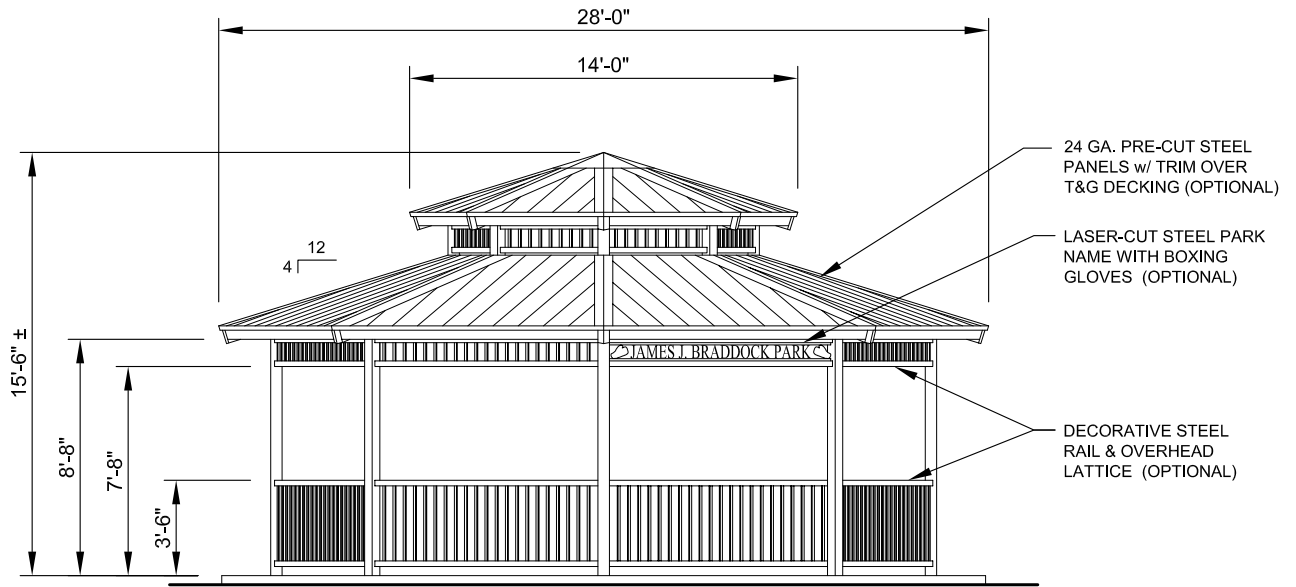 28'-0"
14'-0"
24 GA. PRE-CUT STEEL
PANELS w/ TRIM OVER
T&G DECKING (OPTIONAL)
LASER-CUT STEEL PARK
NAME WITH BOXING
GLOVES (OPTIONAL)
12
4
15'-6" ±
8'-8"
7'-8"
3'-6"
JAMES J. BRADDOCK PARK
DECORATIVE STEEL
RAIL & OVERHEAD
LATTICE (OPTIONAL)